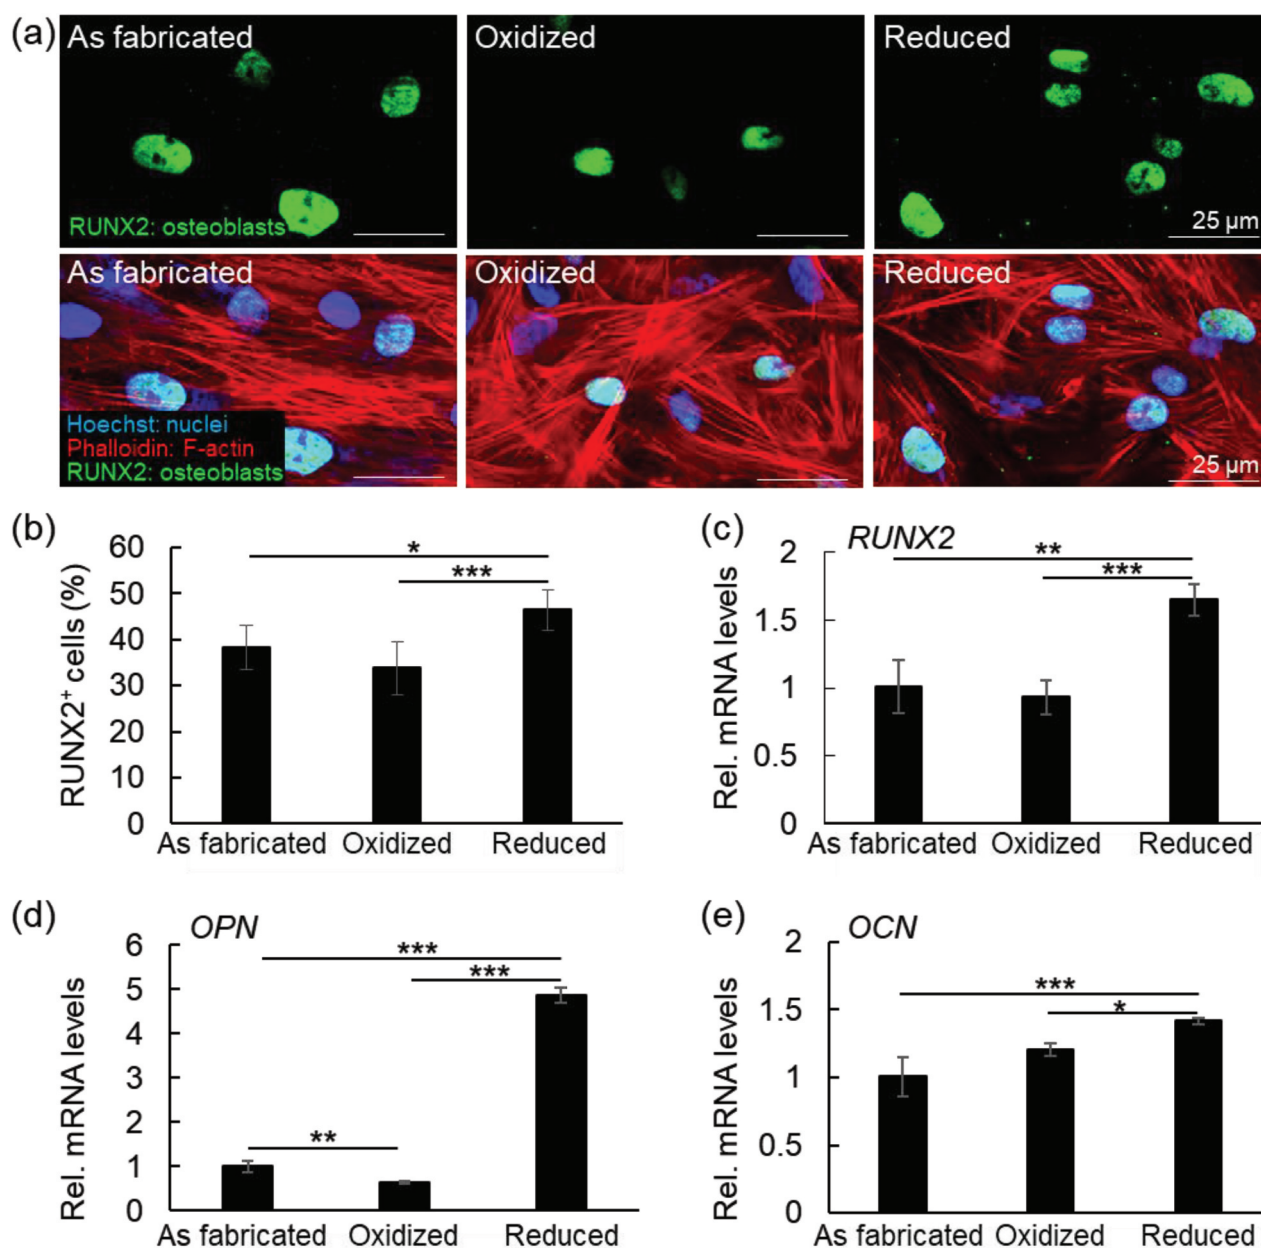 (a)
As fabricated
Oxidized
Reduced
RUNX2: osteoblasts
25 µm
As fabricated
Oxidized
Reduced
Hoechst: nuclei
Phalloidin: F-actin
RUNX2: osteoblasts
25 µm
(b)
RUNX2⁺ cells (%)
60
50
40
30
20
10
0
*
***
As fabricated
Oxidized
Reduced
(c)
RUNX2
Rel. mRNA levels
2
1.5
1
0.5
0
**
***
As fabricated
Oxidized
Reduced
(d)
OPN
Rel. mRNA levels
6
5
4
3
2
1
0
***
***
**
As fabricated
Oxidized
Reduced
(e)
OCN
Rel. mRNA levels
2
1.5
1
0.5
0
***
*
As fabricated
Oxidized
Reduced